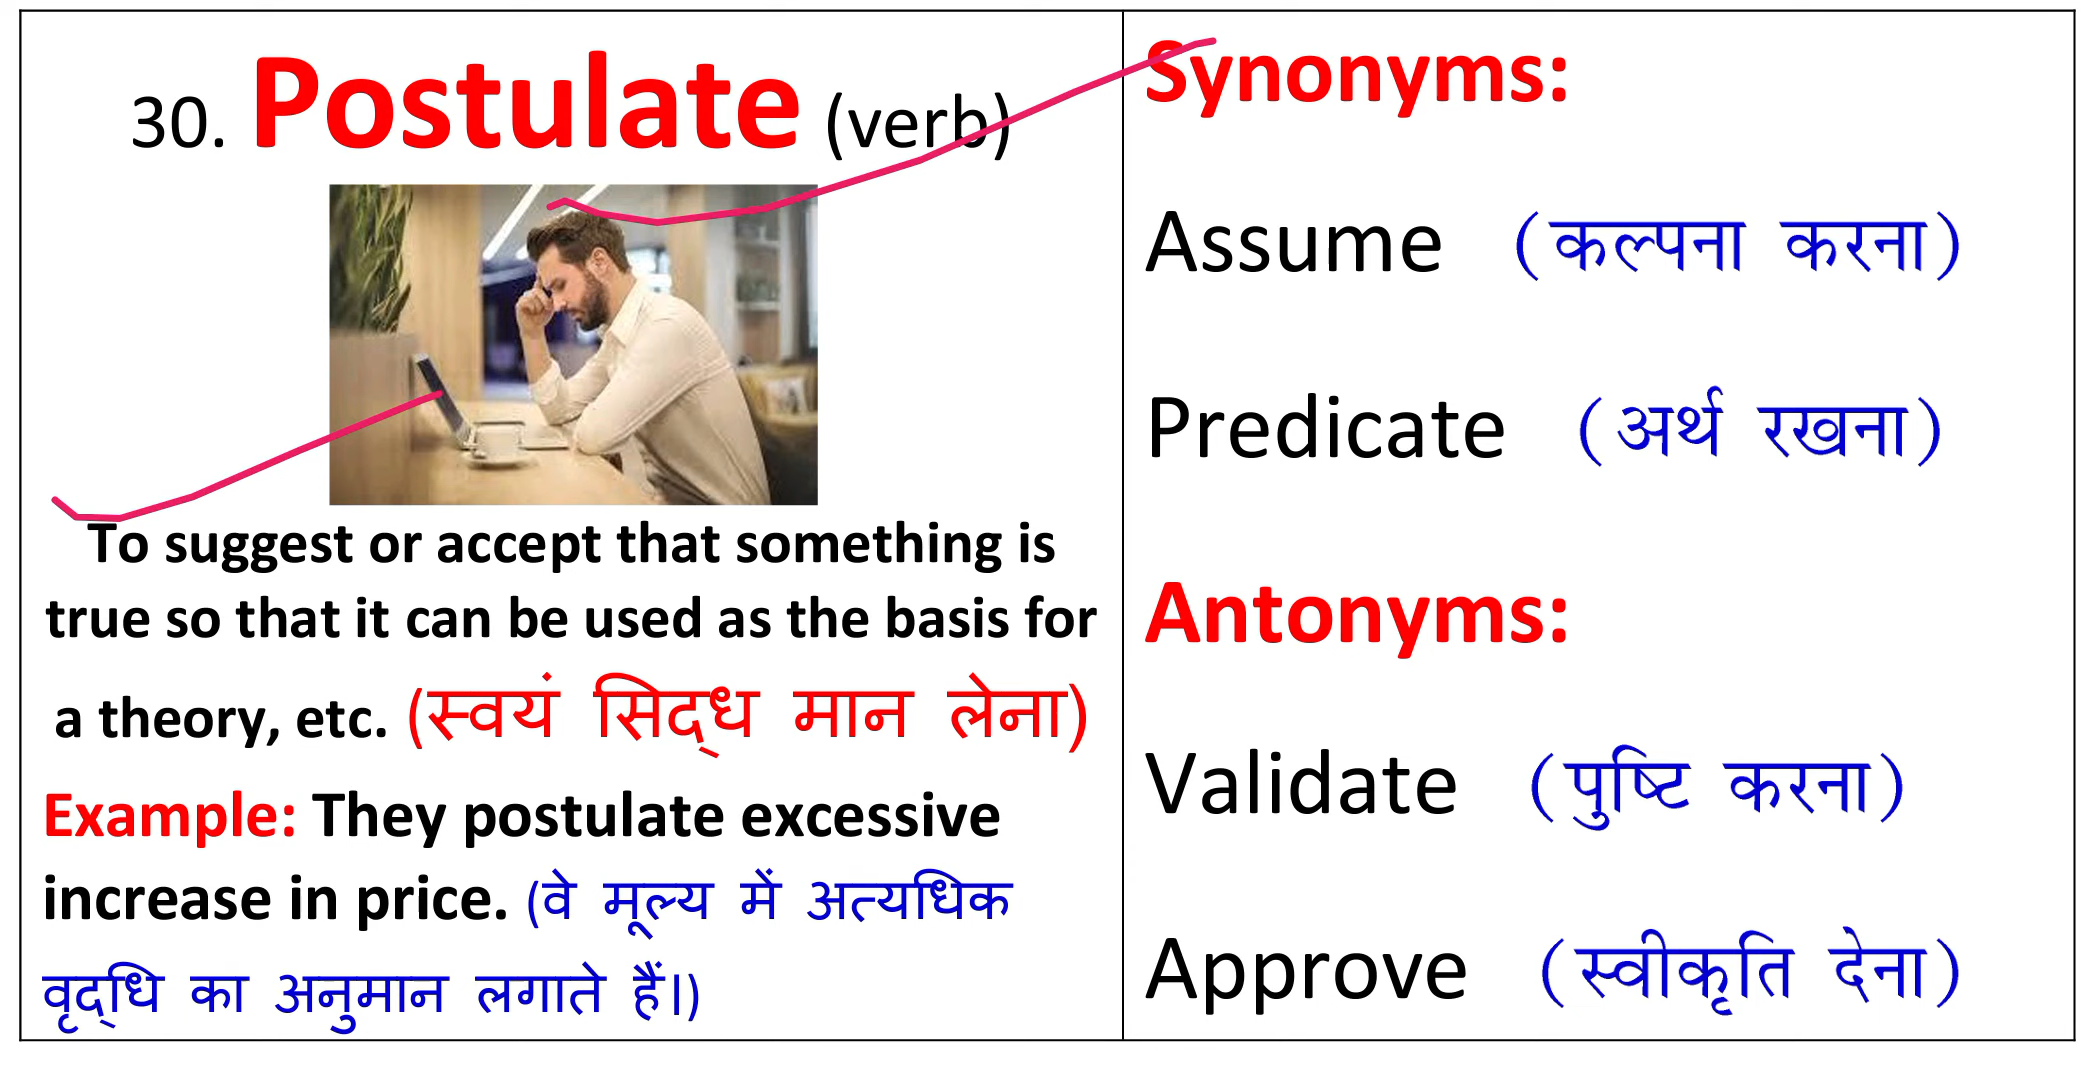 30. Postulate (verb)
To suggest or accept that something is
true so that it can be used as the basis for
a theory, etc. (स्वयं सिद्ध मान लेना)
Example: They postulate excessive
increase in price. (वे मूल्य में अत्यधिक
वृद्धि का अनुमान लगाते हैं।)
Synonyms:
Assume (कल्पना करना)
Predicate (अर्थ रखना)
Antonyms:
Validate (पुष्टि करना)
Approve (स्वीकृति देना)